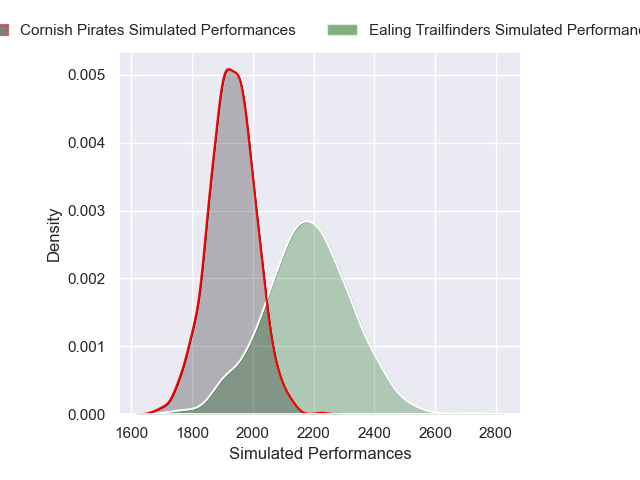 Cornish Pirates Simulated Performances
Ealing Trailfinders Simulated
0.005
0.004
0.003
0.002
0.001
0.000
Density
1600 1800 2000 2200 2400 2600 2800
Simulated Performances